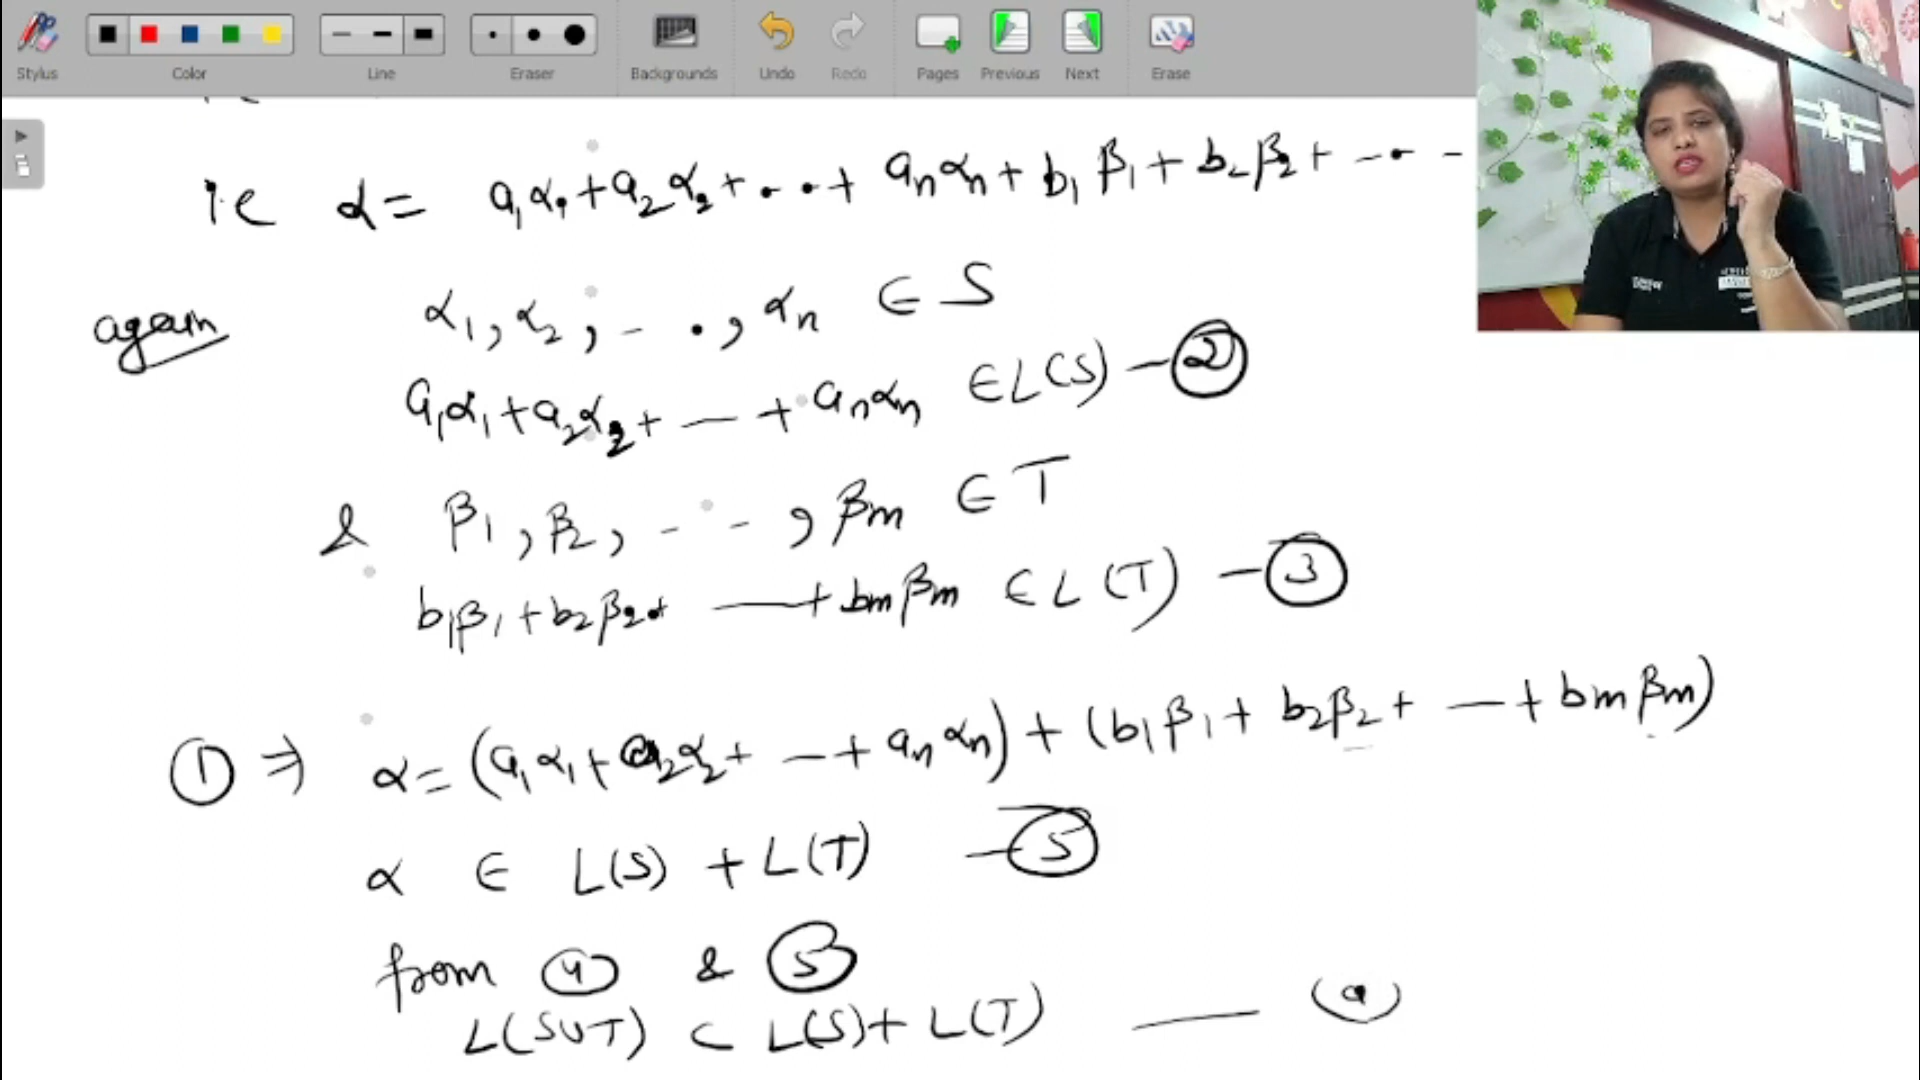 Stylus Color Line Eraser Backgrounds Undo Redo Pages Previous Next Erase
i.e α = a₁α₁ + a₂α₂ + ... + aₙαₙ + b₁β₁ + b₂β₂ + - - - -
again α₁, α₂, - - ., αₙ ∈ S
a₁α₁ + a₂α₂ + — + aₙαₙ ∈ L(S) — ②
& β₁, β₂, - - -, βm ∈ T
b₁β₁ + b₂β₂ + — + bmβm ∈ L(T) — ③
① ⇒ α = (a₁α₁ + a₂α₂ + — + aₙαₙ) + (b₁β₁ + b₂β₂ + — + bmβm)
α ∈ L(S) + L(T) — ⑤
from ④ & ⑤
L(S∪T) ⊂ L(S) + L(T) — (a)